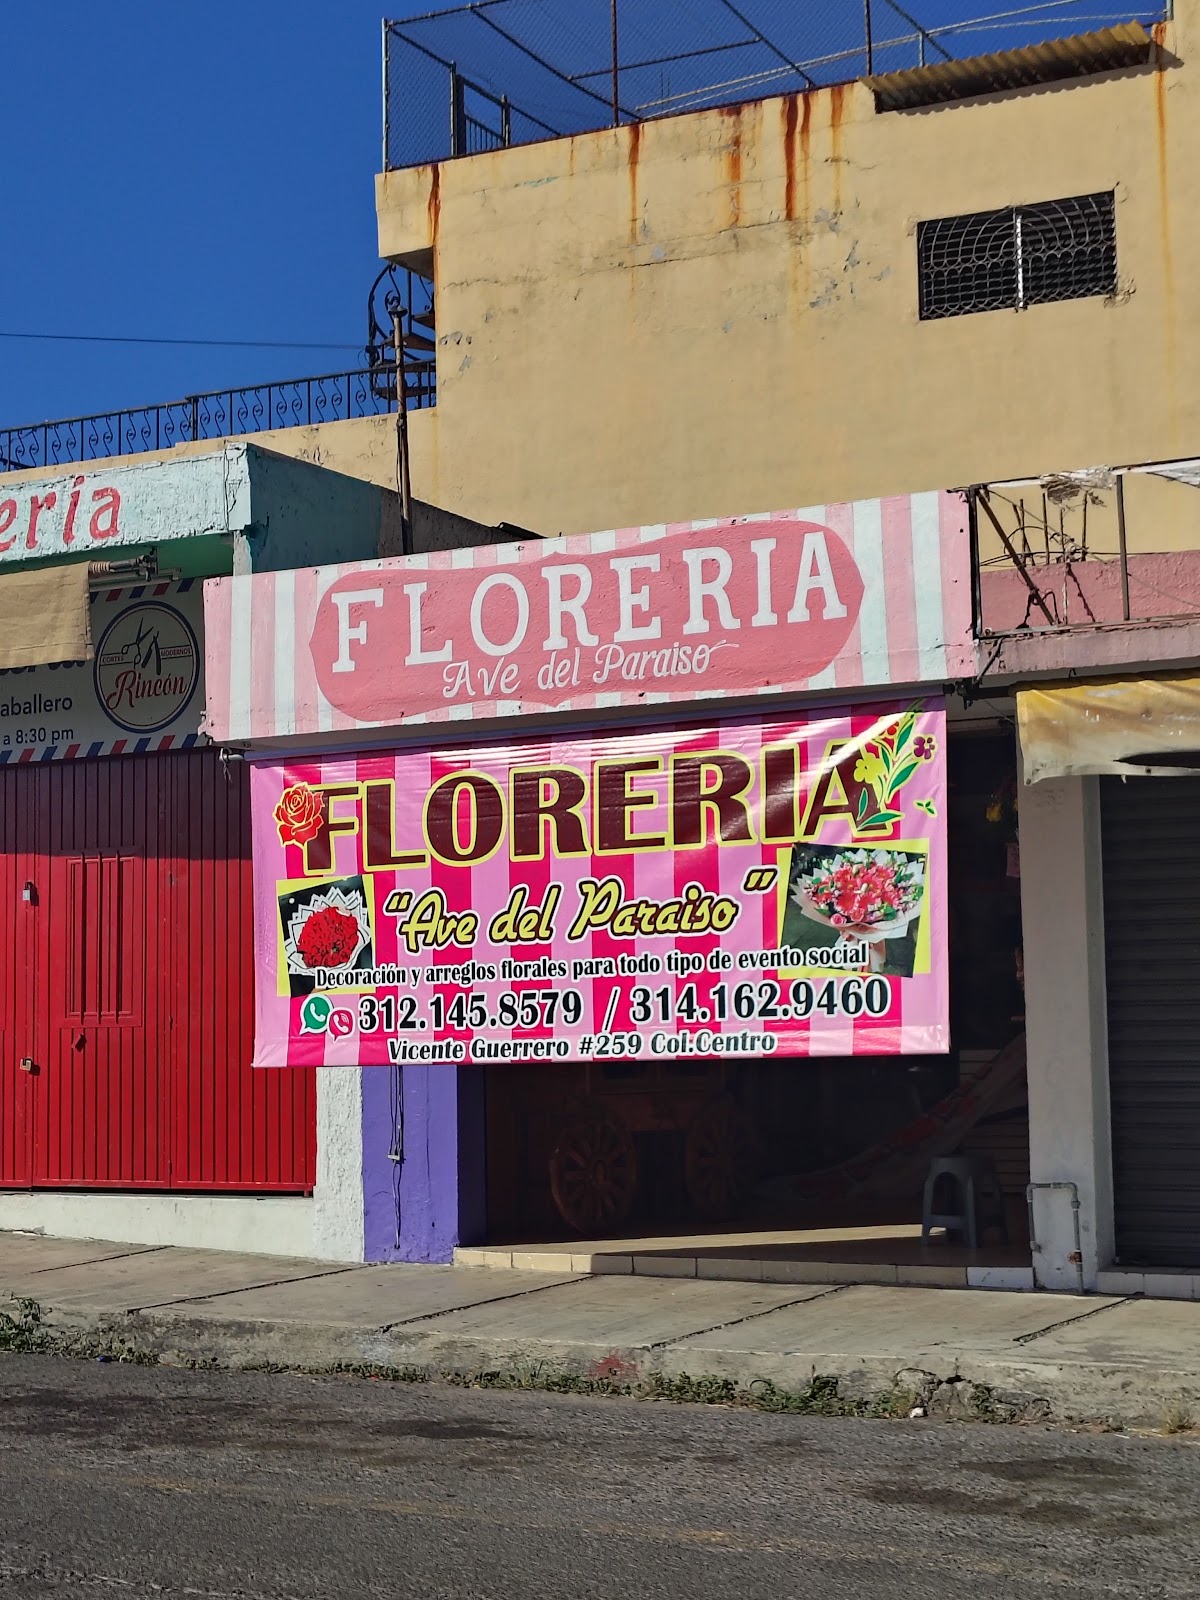 ería
CORTES MODERNOS
Rincón
aballero
a 8:30 pm
FLORERIA
Ave del Paraiso
FLORERIA
"Ave del Paraiso"
Decoración y arreglos florales para todo tipo de evento social
312.145.8579 / 314.162.9460
Vicente Guerrero #259 Col.Centro